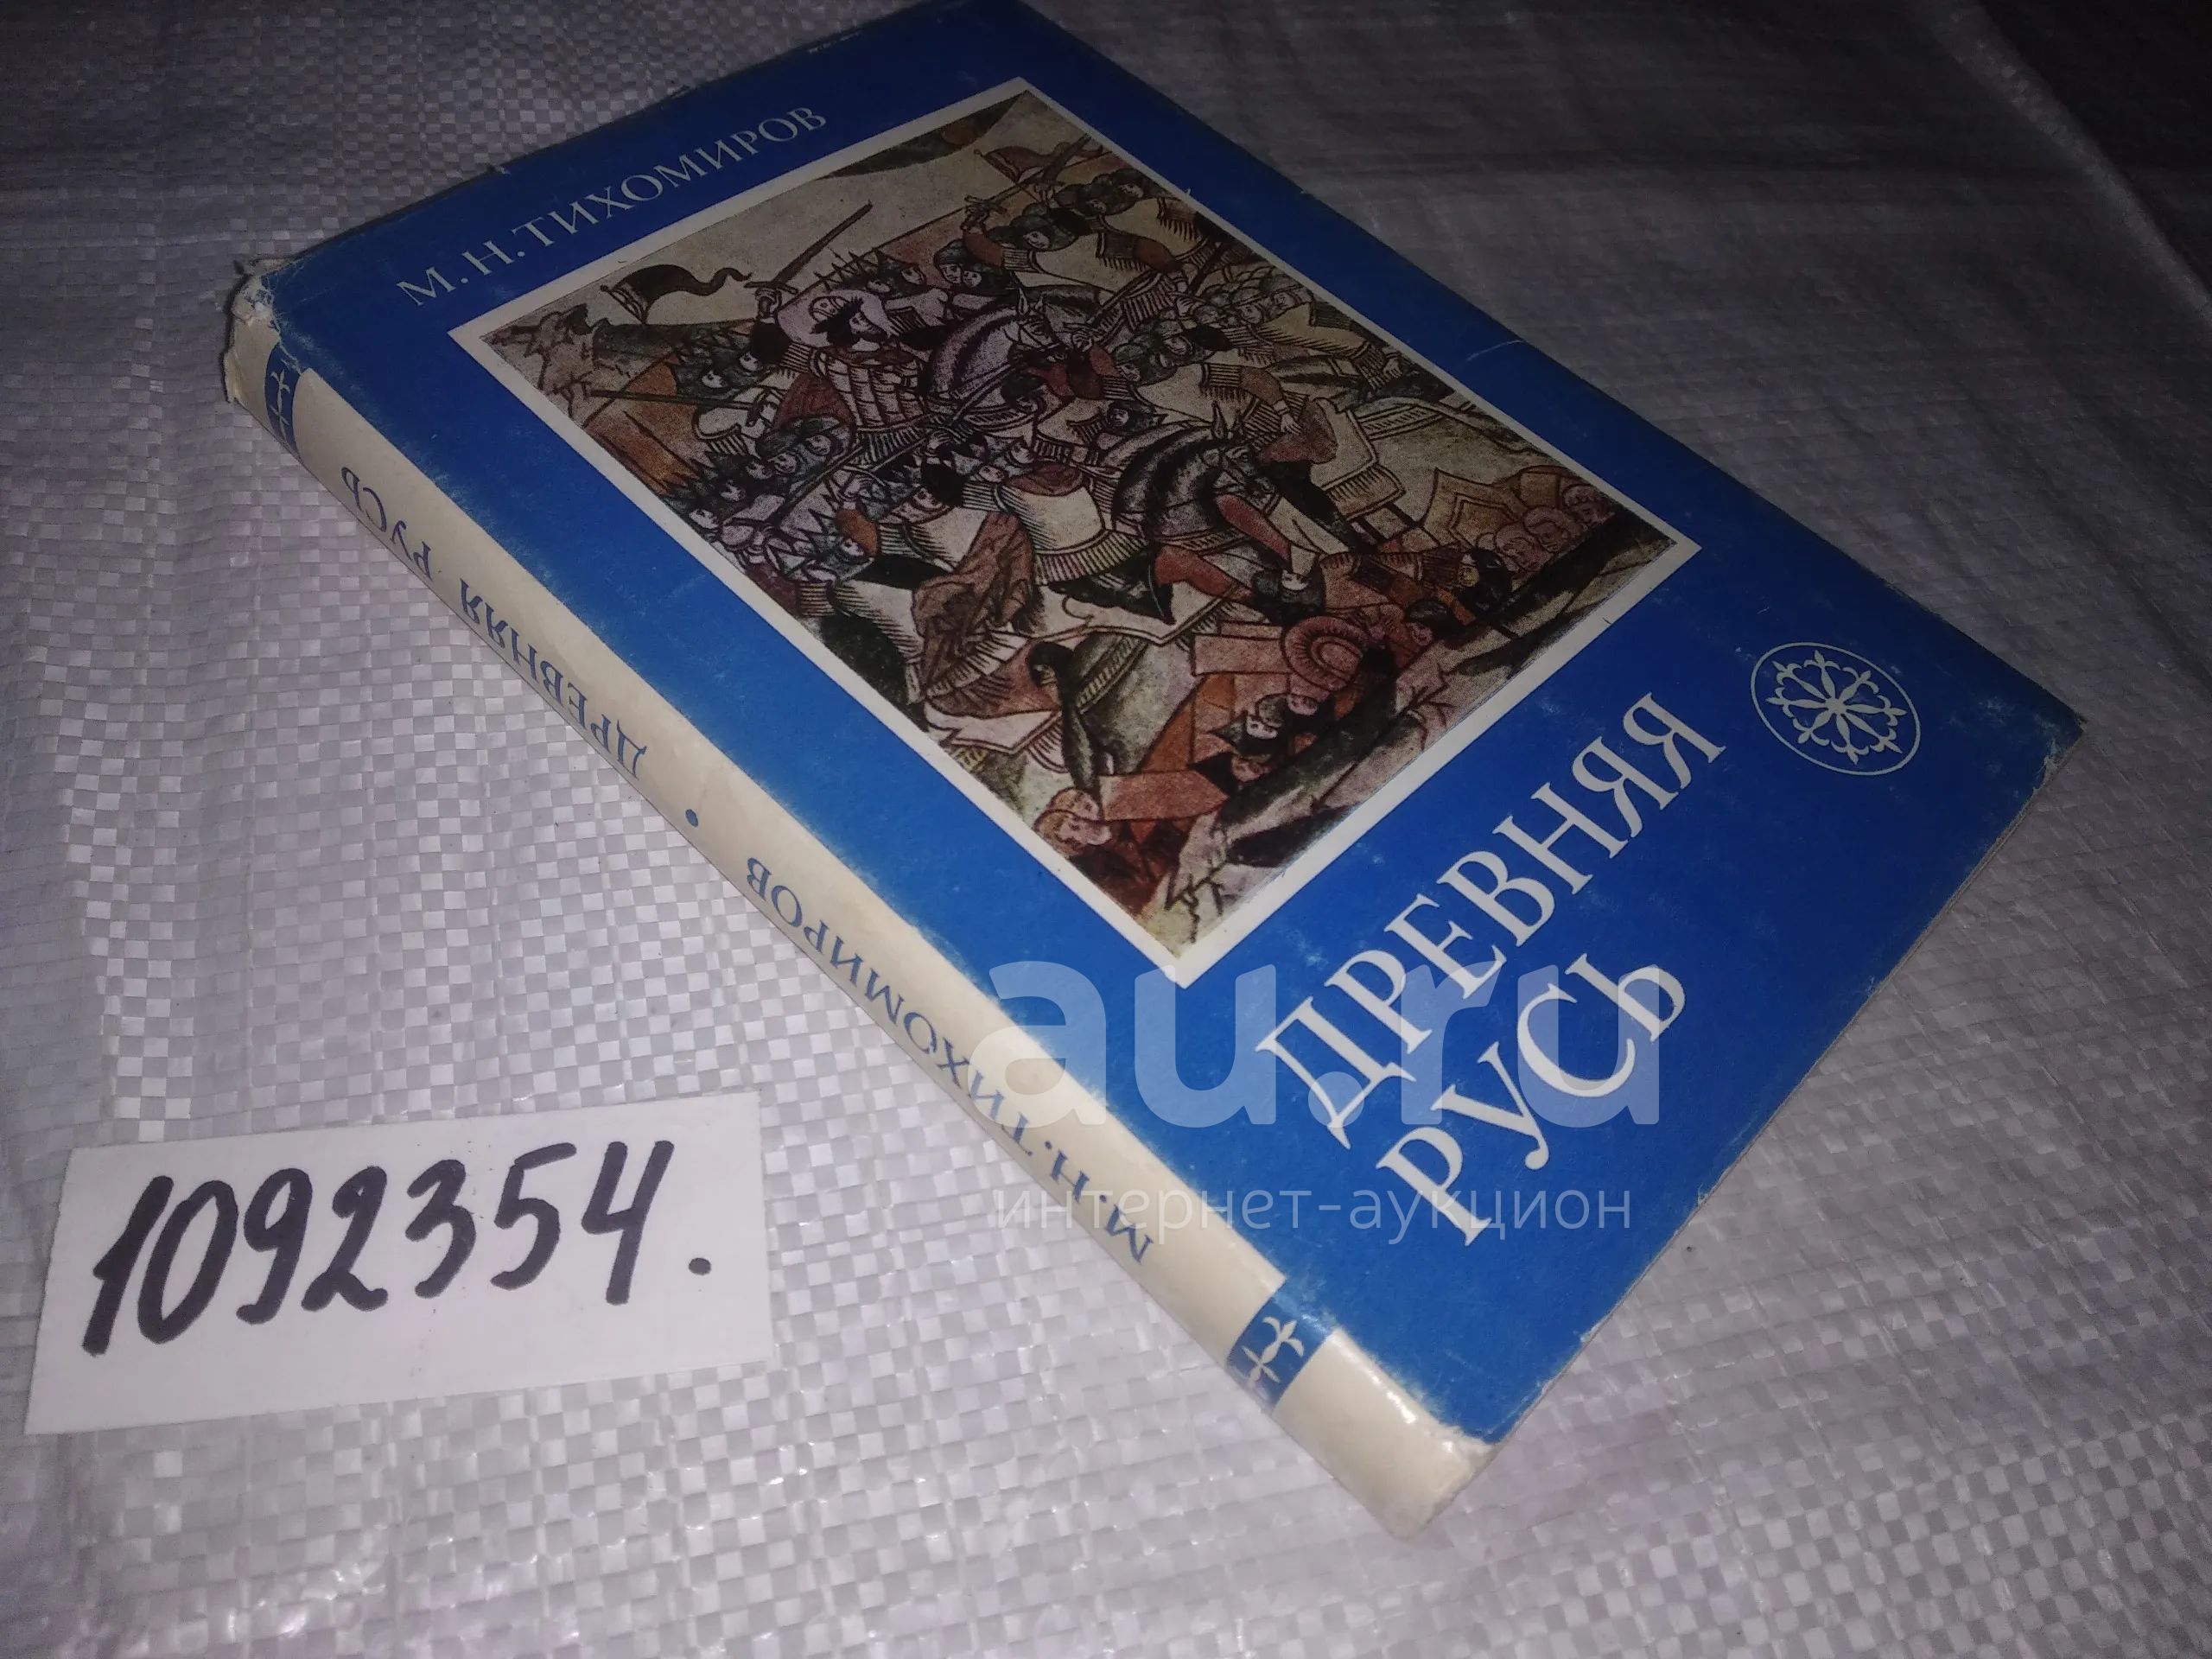 М.Н.ТИХОМИРОВ
ДРЕВНЯЯ
РУСЬ
М.Н.ТИХОМИРОВ • ДРЕВНЯЯ РУСЬ
1092354.
au.ru
интернет-аукцион